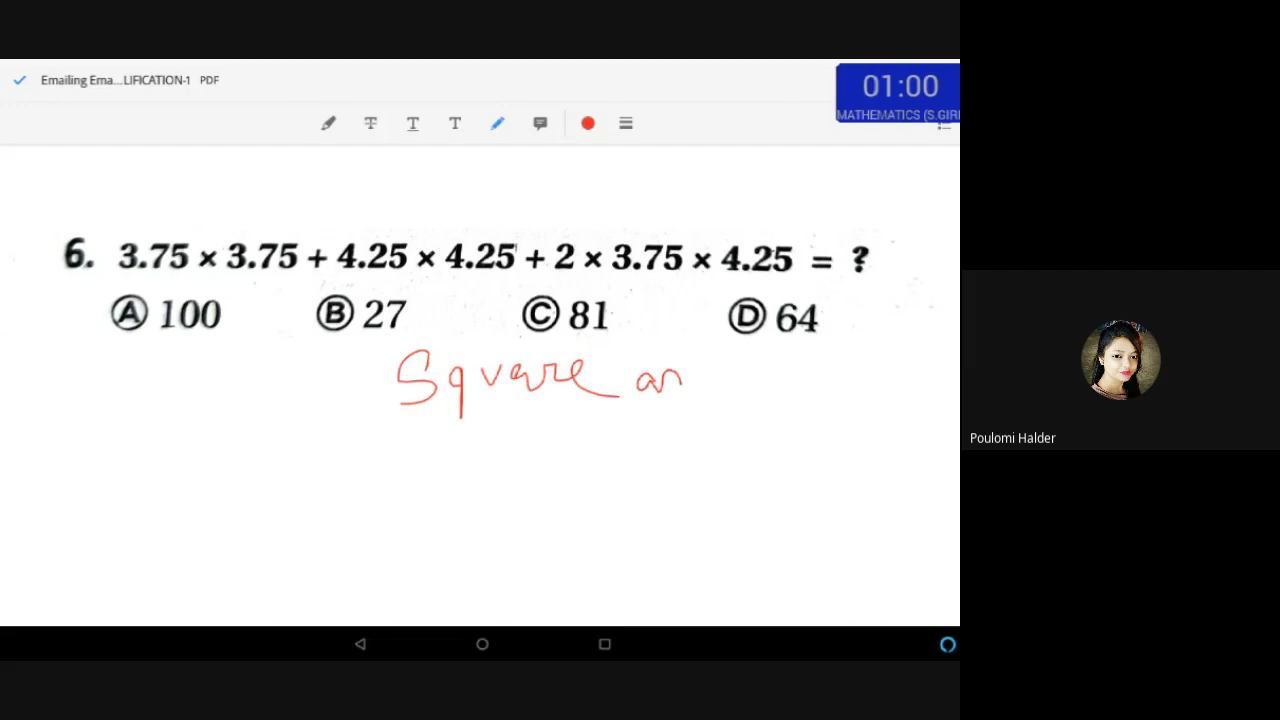 Emailing Ema...LIFICATION-1 PDF
01:00
MATHEMATICS (S.GIRI
T T T
6. 3.75 × 3.75 + 4.25 × 4.25 + 2 × 3.75 × 4.25 = ?
Ⓐ 100 Ⓑ 27 Ⓒ 81 Ⓓ 64
Square an
Poulomi Halder